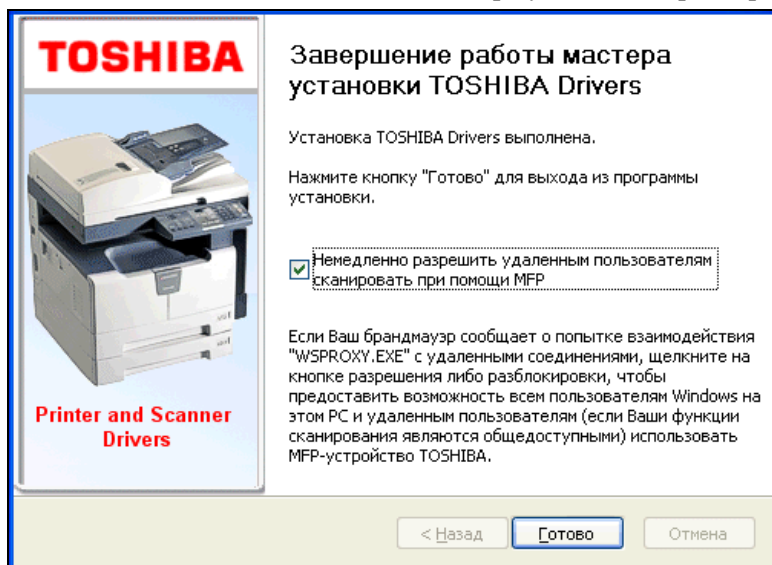 TOSHIBA
Printer and Scanner
Drivers
Завершение работы мастера
установки TOSHIBA Drivers
Установка TOSHIBA Drivers выполнена.
Нажмите кнопку "Готово" для выхода из программы
установки.
Немедленно разрешить удаленным пользователям
сканировать при помощи MFP
Если Ваш брандмауэр сообщает о попытке взаимодействия
"WSPROXY.EXE" с удаленными соединениями, щелкните на
кнопке разрешения либо разблокировки, чтобы
предоставить возможность всем пользователям Windows на
этом PC и удаленным пользователям (если Ваши функции
сканирования являются общедоступными) использовать
MFP-устройство TOSHIBA.
< Назад
Готово
Отмена